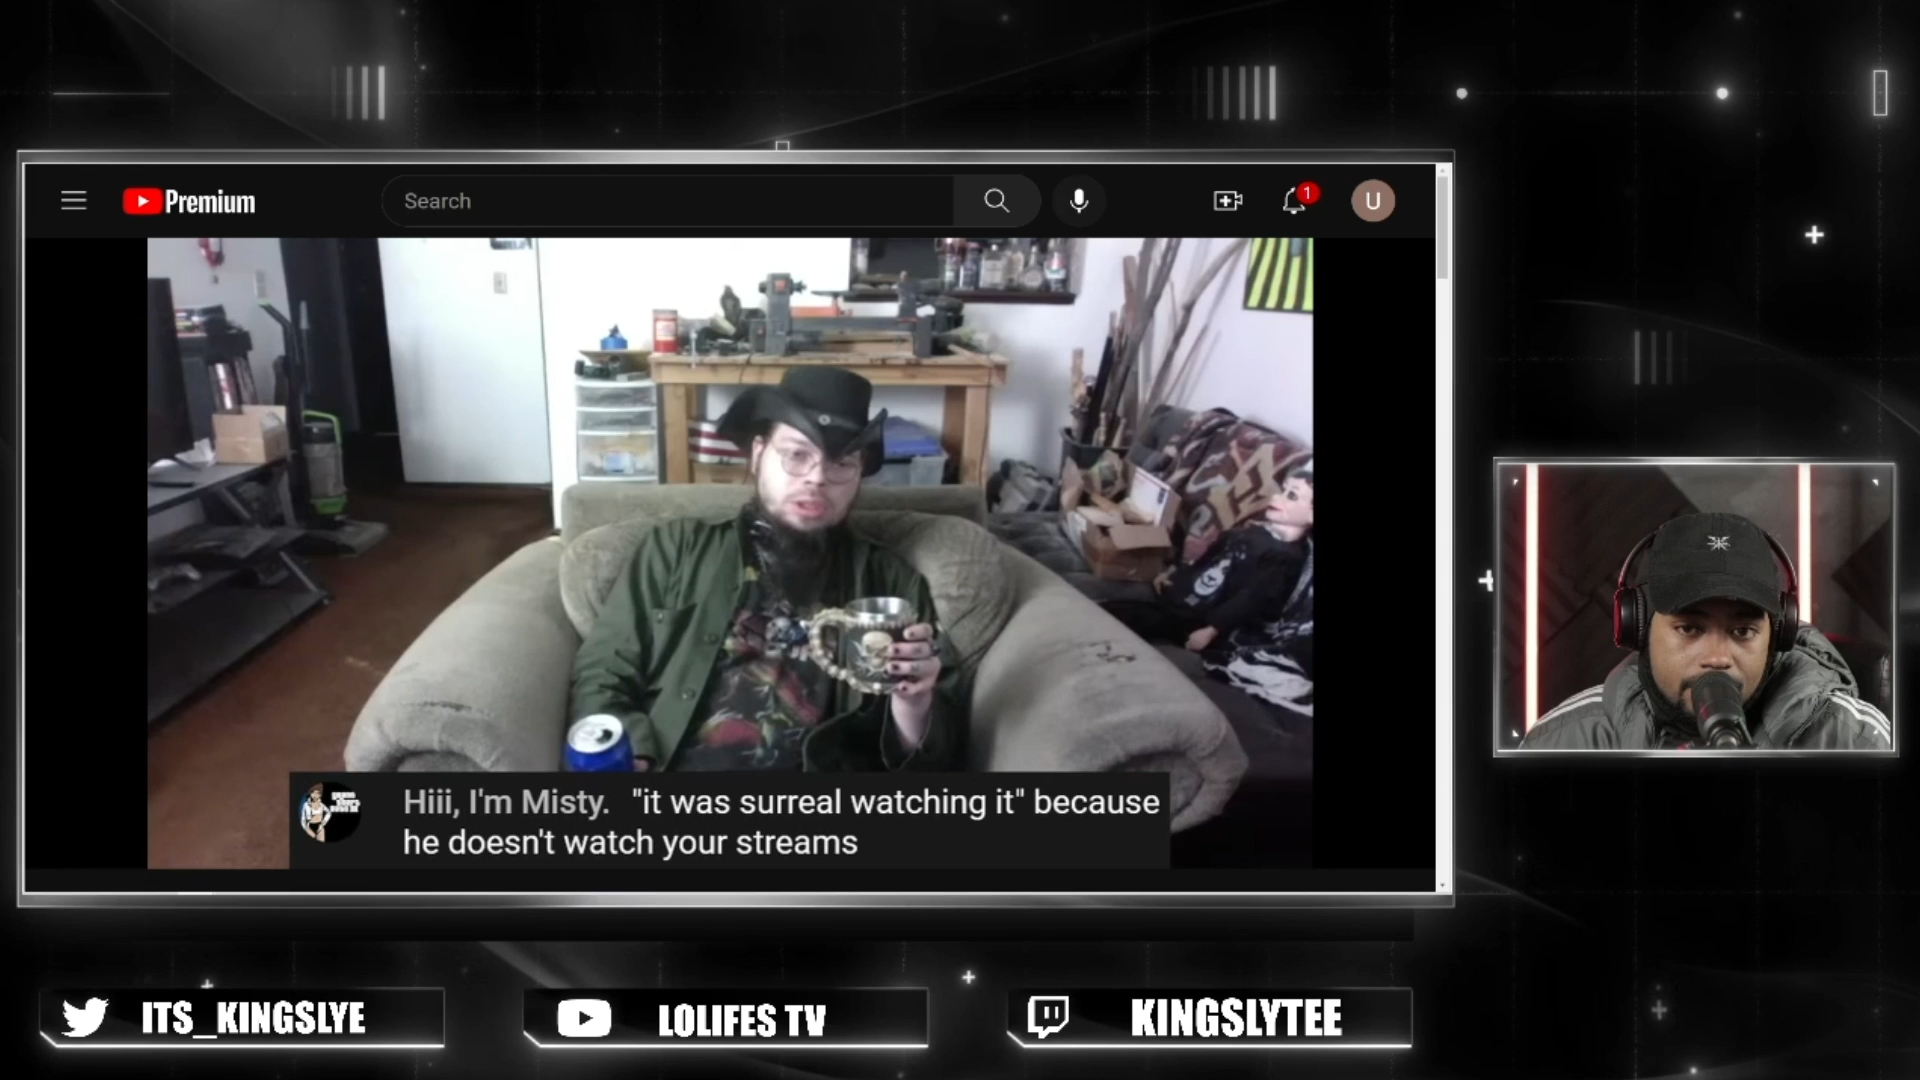 Premium
Search
1
U
Hiii, I'm Misty. "it was surreal watching it" because
he doesn't watch your streams
ITS_KINGSLYE
LOLIFES TV
KINGSLYTEE